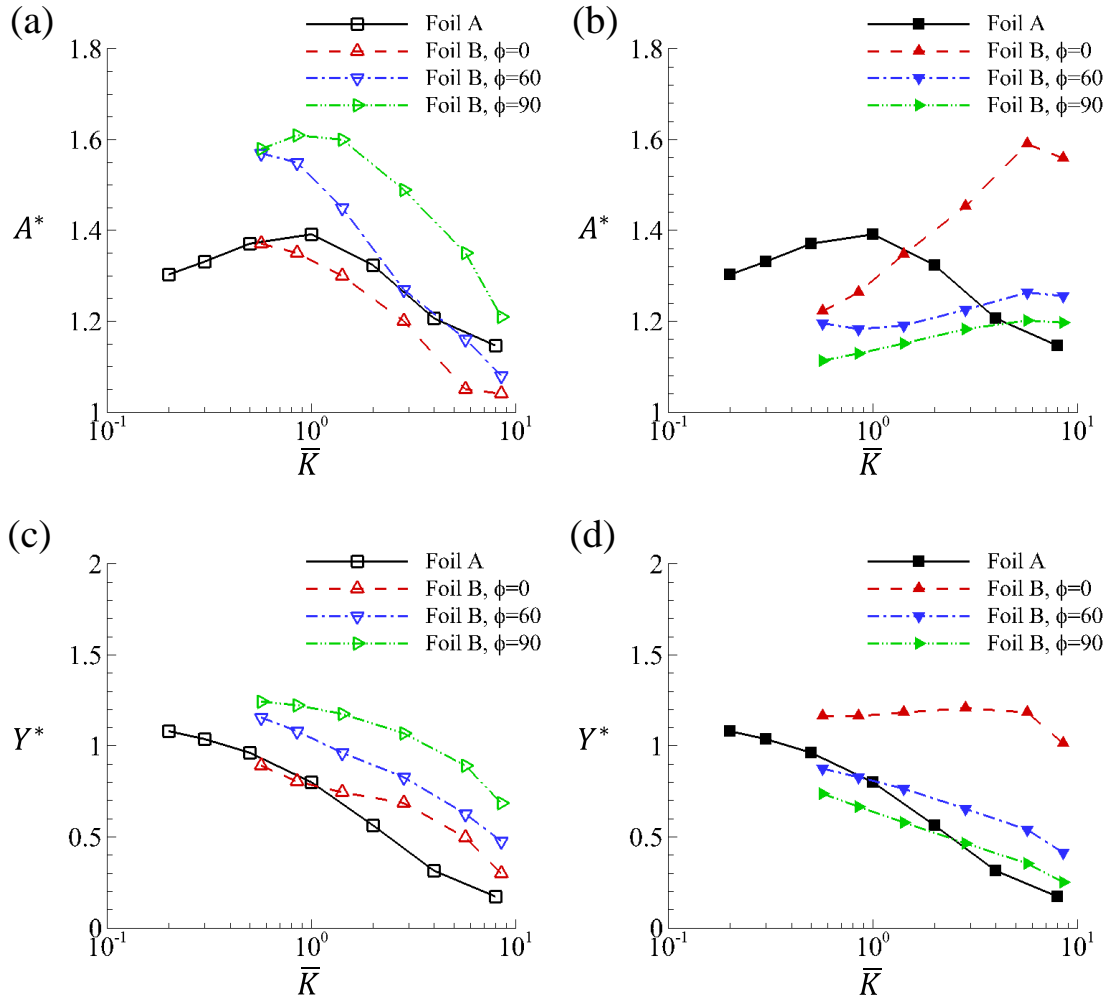 (a)
Foil A
Foil B, ϕ=0
Foil B, ϕ=60
Foil B, ϕ=90
1.8
1.6
1.4
1.2
1
A*
10⁻¹ 10⁰ 10¹
K̅
(b)
Foil A
Foil B, ϕ=0
Foil B, ϕ=60
Foil B, ϕ=90
1.8
1.6
1.4
1.2
1
A*
10⁻¹ 10⁰ 10¹
K̅
(c)
Foil A
Foil B, ϕ=0
Foil B, ϕ=60
Foil B, ϕ=90
2
1.5
1
0.5
0
Y*
10⁻¹ 10⁰ 10¹
K̅
(d)
Foil A
Foil B, ϕ=0
Foil B, ϕ=60
Foil B, ϕ=90
2
1.5
1
0.5
0
Y*
10⁻¹ 10⁰ 10¹
K̅